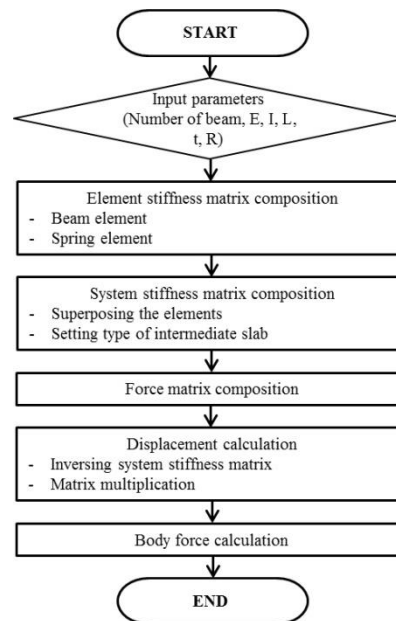 START
Input parameters
(Number of beam, E, I, L,
t, R)
Element stiffness matrix composition
- Beam element
- Spring element
System stiffness matrix composition
- Superposing the elements
- Setting type of intermediate slab
Force matrix composition
Displacement calculation
- Inversing system stiffness matrix
- Matrix multiplication
Body force calculation
END